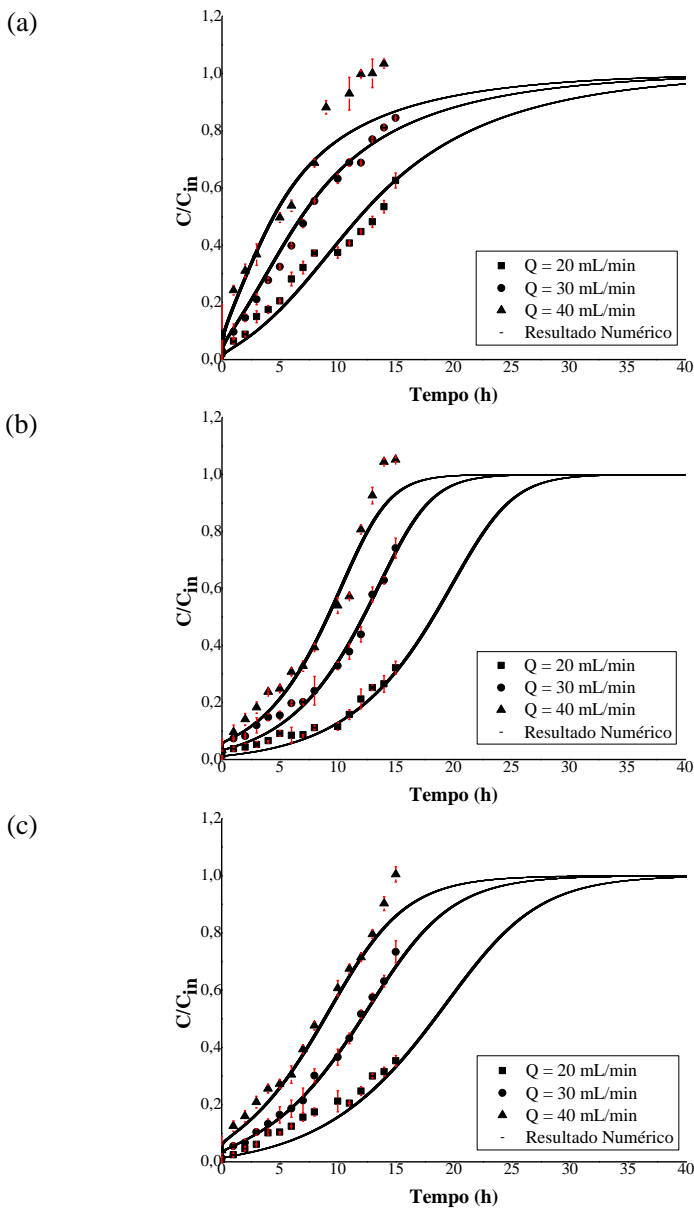 (a)
1,2
1,0
0,8
0,6
0,4
0,2
0,0
C/Cin
0 5 10 15 20 25 30 35 40
Tempo (h)
Q = 20 mL/min
Q = 30 mL/min
Q = 40 mL/min
- Resultado Numérico
(b)
1,2
1,0
0,8
0,6
0,4
0,2
0,0
C/Cin
0 5 10 15 20 25 30 35 40
Tempo (h)
Q = 20 mL/min
Q = 30 mL/min
Q = 40 mL/min
- Resultado Numérico
(c)
1,2
1,0
0,8
0,6
0,4
0,2
0,0
C/Cin
0 5 10 15 20 25 30 35 40
Tempo (h)
Q = 20 mL/min
Q = 30 mL/min
Q = 40 mL/min
- Resultado Numérico